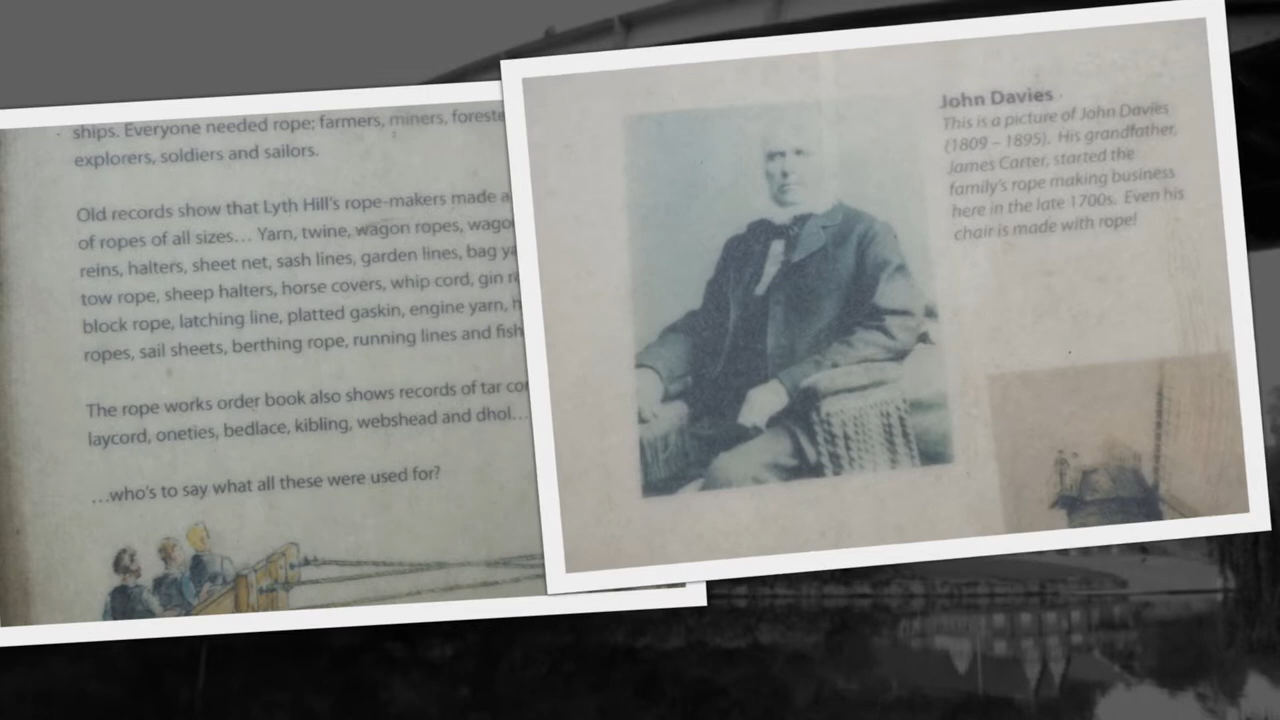 ships. Everyone needed rope; farmers, miners,
explorers, soldiers and sailors.
Old records show that Lyth Hill's rope-makers made a
of ropes of all sizes… Yarn, twine, wagon ropes,
reins, halters, sheet net, sash lines, garden lines, bag
tow rope, sheep halters, horse covers, whip cord, gin
block rope, latching line, platted gaskin, engine yarn,
ropes, sail sheets, berthing rope, running lines and
The rope works order book also shows records of tar
laycord, oneties, bedlace, kibling, webshead and dhol…
…who's to say what all these were used for?
John Davies
This is a picture of John Davies
(1809 – 1895). His grandfather,
James Carter, started the
family's rope making business
here in the late 1700s. Even his
chair is made with rope!